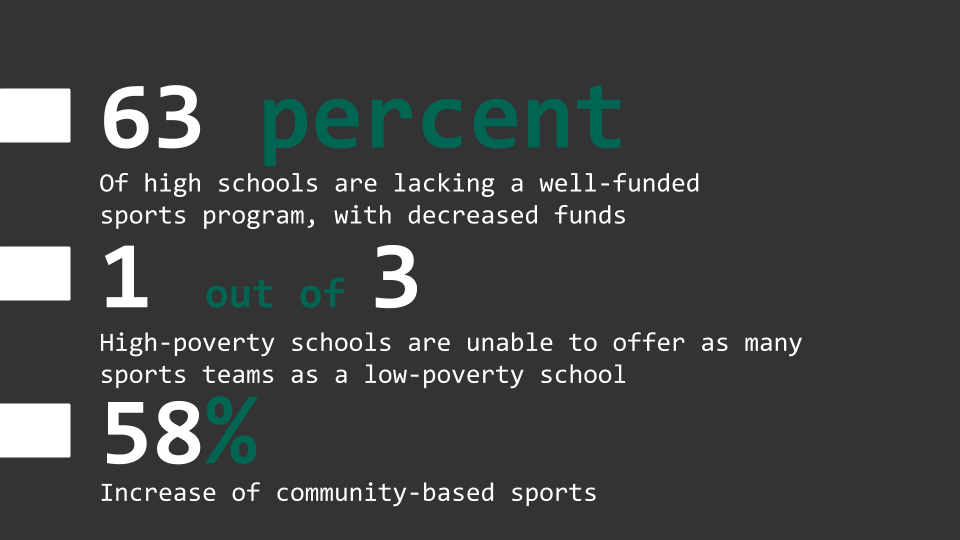 63 percent
Of high schools are lacking a well-funded
sports program, with decreased funds
1 out of 3
High-poverty schools are unable to offer as many
sports teams as a low-poverty school
58%
Increase of community-based sports